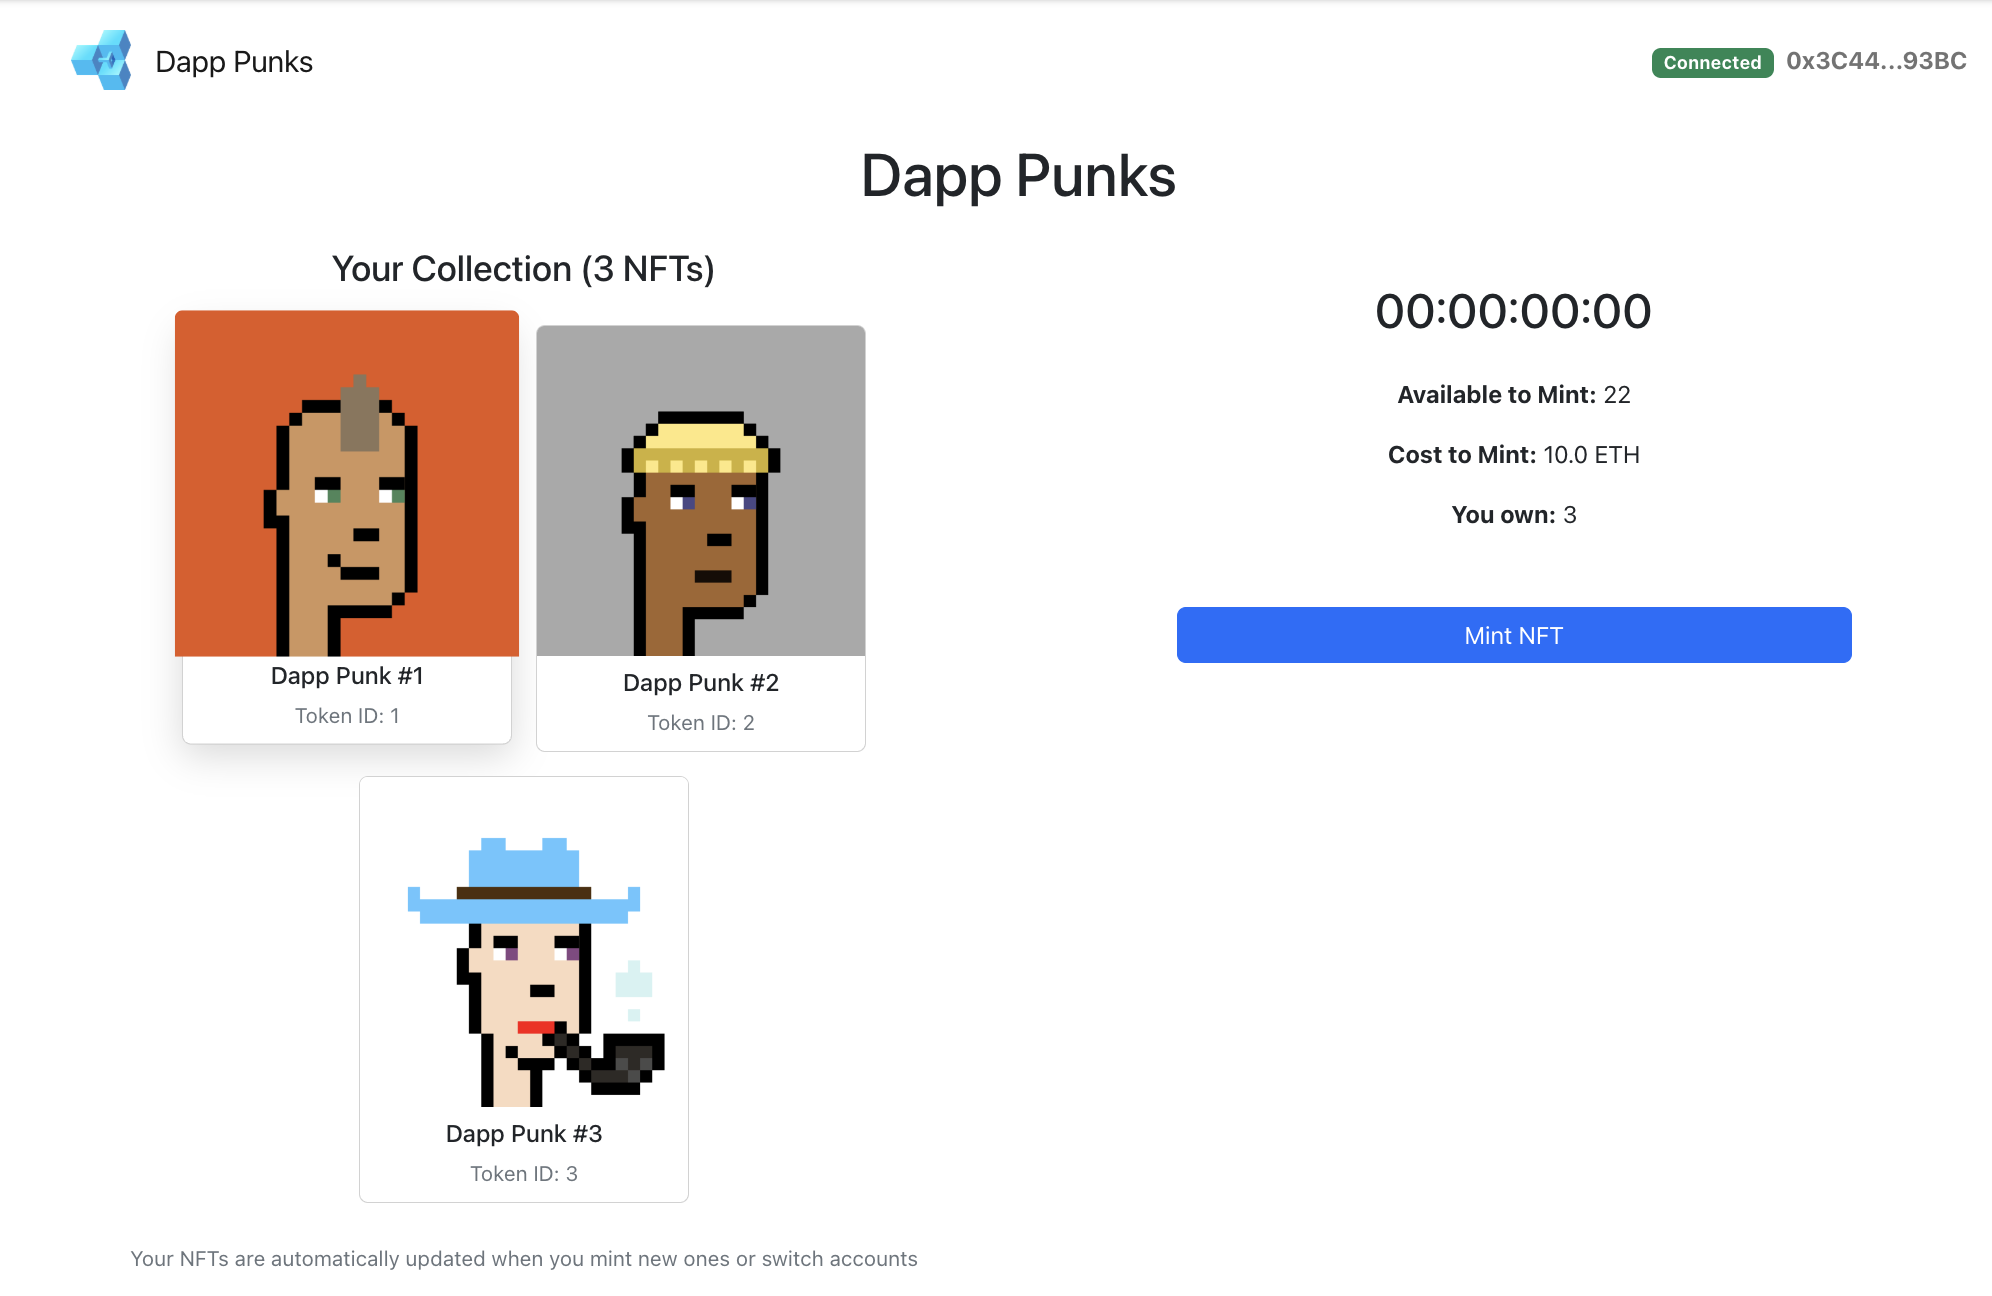 Dapp Punks
Connected 0x3C44...93BC
Dapp Punks
Your Collection (3 NFTs)
Dapp Punk #1
Token ID: 1
Dapp Punk #2
Token ID: 2
Dapp Punk #3
Token ID: 3
Your NFTs are automatically updated when you mint new ones or switch accounts
00:00:00:00
Available to Mint: 22
Cost to Mint: 10.0 ETH
You own: 3
Mint NFT